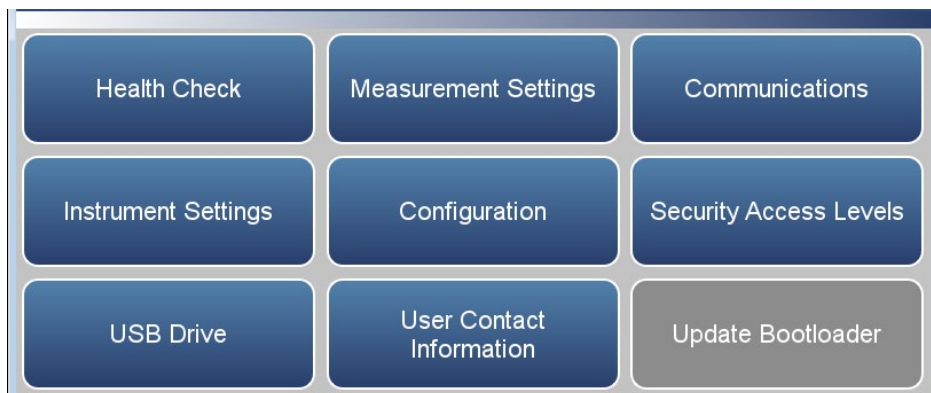 Health Check
Measurement Settings
Communications
Instrument Settings
Configuration
Security Access Levels
USB Drive
User Contact
Information
Update Bootloader